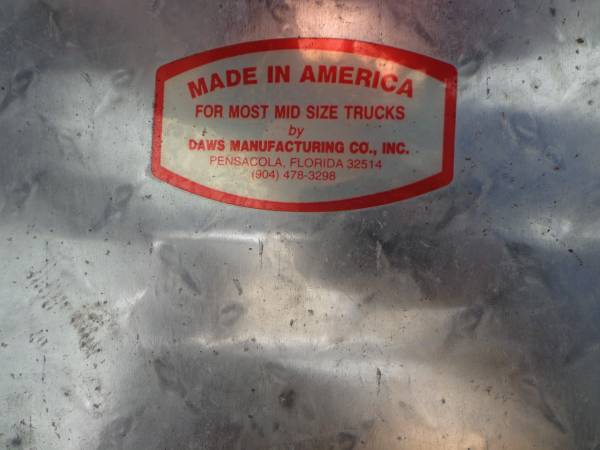 MADE IN AMERICA
FOR MOST MID SIZE TRUCKS
by
DAWS MANUFACTURING CO., INC.
PENSACOLA, FLORIDA 32514
(904) 478-3298